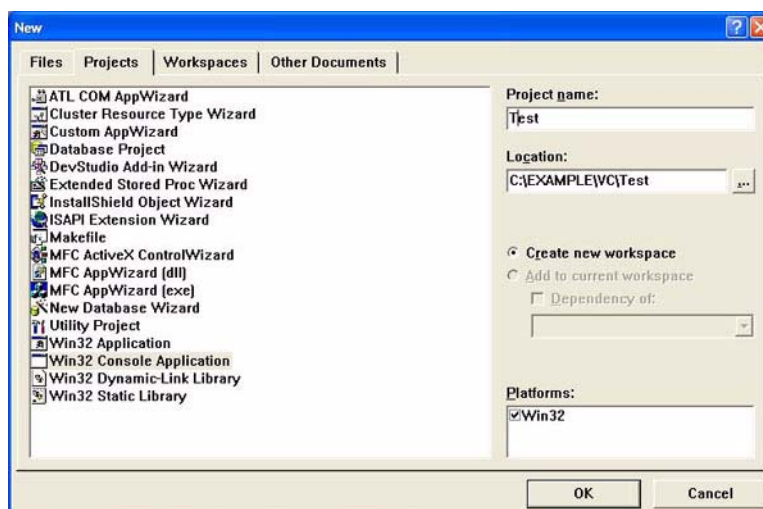 New
Files Projects Workspaces Other Documents
ATL COM AppWizard
Cluster Resource Type Wizard
Custom AppWizard
Database Project
DevStudio Add-in Wizard
Extended Stored Proc Wizard
InstallShield Object Wizard
ISAPI Extension Wizard
Makefile
MFC ActiveX ControlWizard
MFC AppWizard (dll)
MFC AppWizard (exe)
New Database Wizard
Utility Project
Win32 Application
Win32 Console Application
Win32 Dynamic-Link Library
Win32 Static Library
Project name:
Test
Location:
C:\EXAMPLE\VC\Test
...
Create new workspace
Add to current workspace
Dependency of:
Platforms:
Win32
OK Cancel